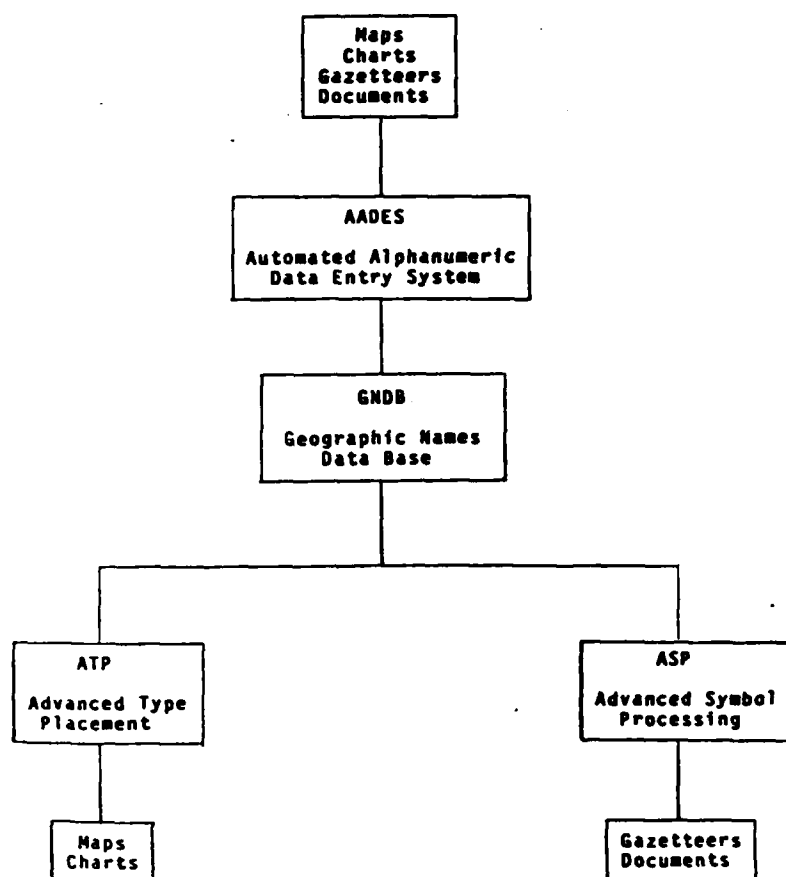 Maps
Charts
Gazetteers
Documents
AADES
Automated Alphanumeric
Data Entry System
GNDB
Geographic Names
Data Base
ATP
Advanced Type
Placement
ASP
Advanced Symbol
Processing
Maps
Charts
Gazetteers
Documents